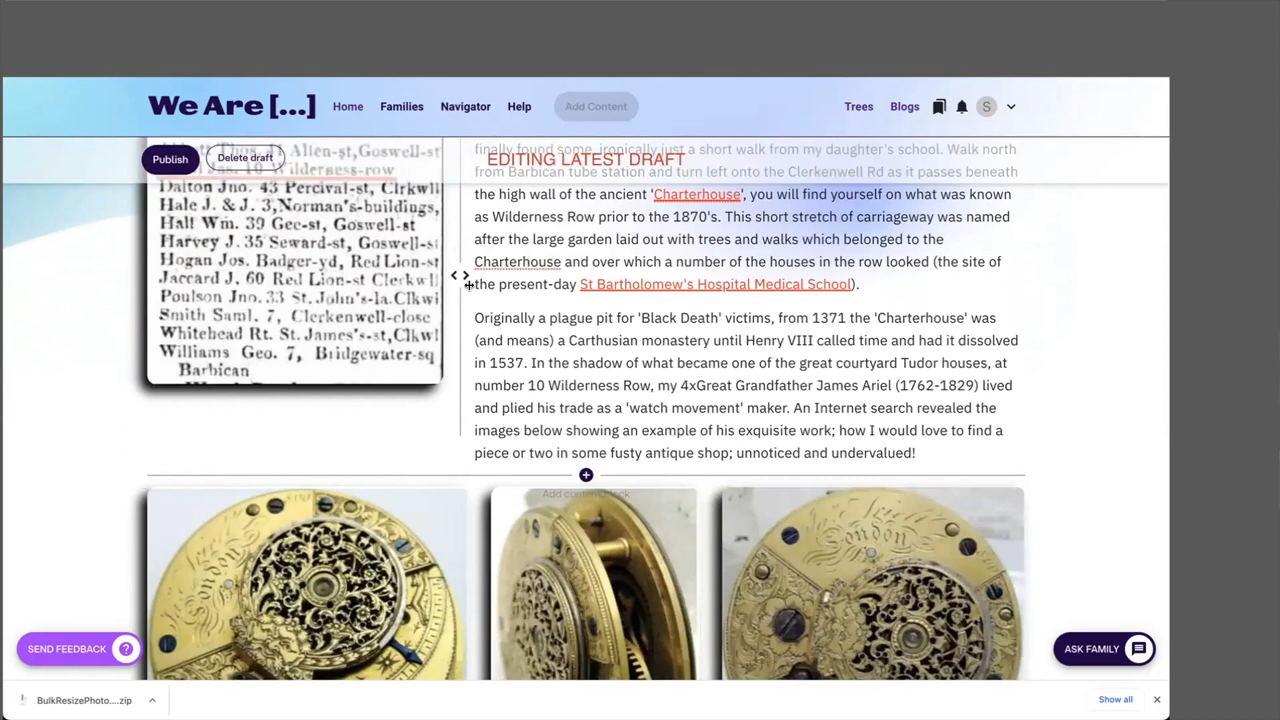 We Are [...]
Home
Families
Navigator
Help
Add Content
Trees
Blogs
S
Publish
Delete draft
EDITING LATEST DRAFT
Allen-st, Goswell-st
10 Wilderness-row
Dalton Jno. 43 Percival-st, Clrkwll
Hale J. & J. 3, Norman's-buildings,
Hall Wm. 39 Gee-st, Goswell-st
Harvey J. 35 Seward-st, Goswell-st
Hogan Jos. Badger-yd, Red Lion-st
Jaccard J. 60 Red Lion-st Clerkwll
Poulson Jno. 33 St. John's-la. Clkwl
Smith Saml. 7, Clerkenwell-close
Whitehead Rt. St. James's-st, Clkwl
Williams Geo. 7, Bridgewater-sq
Barbican
finally found some, ironically just a short walk from my daughter's school. Walk north
from Barbican tube station and turn left onto the Clerkenwell Rd as it passes beneath
the high wall of the ancient 'Charterhouse', you will find yourself on what was known
as Wilderness Row prior to the 1870's. This short stretch of carriageway was named
after the large garden laid out with trees and walks which belonged to the
Charterhouse and over which a number of the houses in the row looked (the site of
the present-day St Bartholomew's Hospital Medical School).
Originally a plague pit for 'Black Death' victims, from 1371 the 'Charterhouse' was
(and means) a Carthusian monastery until Henry VIII called time and had it dissolved
in 1537. In the shadow of what became one of the great courtyard Tudor houses, at
number 10 Wilderness Row, my 4xGreat Grandfather James Ariel (1762-1829) lived
and plied his trade as a 'watch movement' maker. An Internet search revealed the
images below showing an example of his exquisite work; how I would love to find a
piece or two in some fusty antique shop; unnoticed and undervalued!
Add content block
London
London
SEND FEEDBACK
ASK FAMILY
BulkResizePhoto....zip
Show all